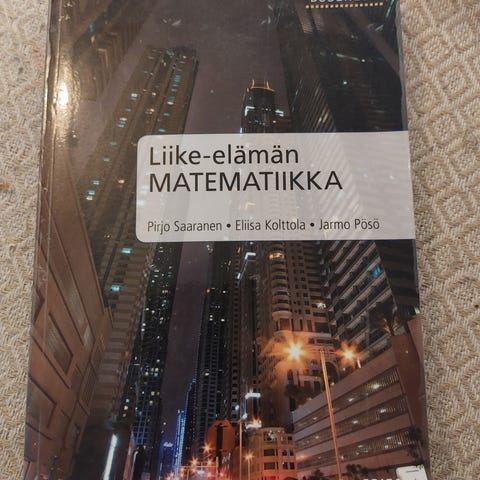 Liike-elämän
MATEMATIIKKA
Pirjo Saaranen • Eliisa Kolttola • Jarmo Pösö